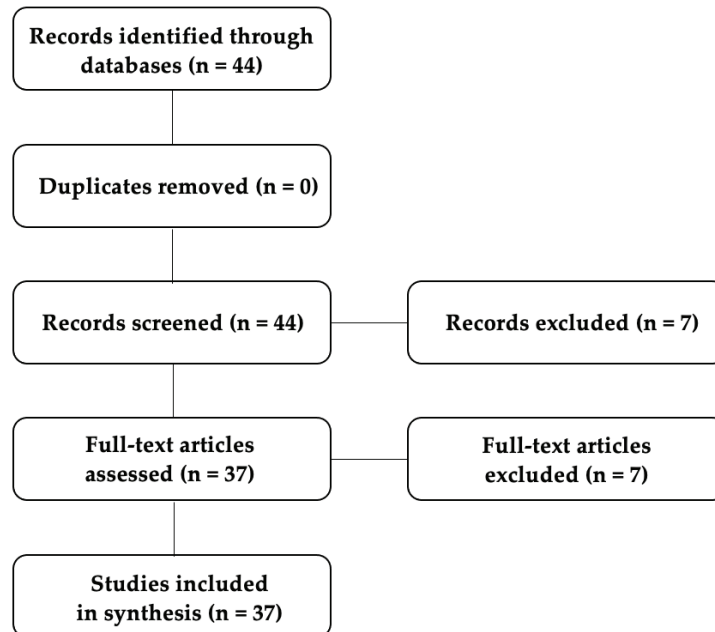 Records identified through
databases (n = 44)
Duplicates removed (n = 0)
Records screened (n = 44)
Records excluded (n = 7)
Full-text articles
assessed (n = 37)
Full-text articles
excluded (n = 7)
Studies included
in synthesis (n = 37)